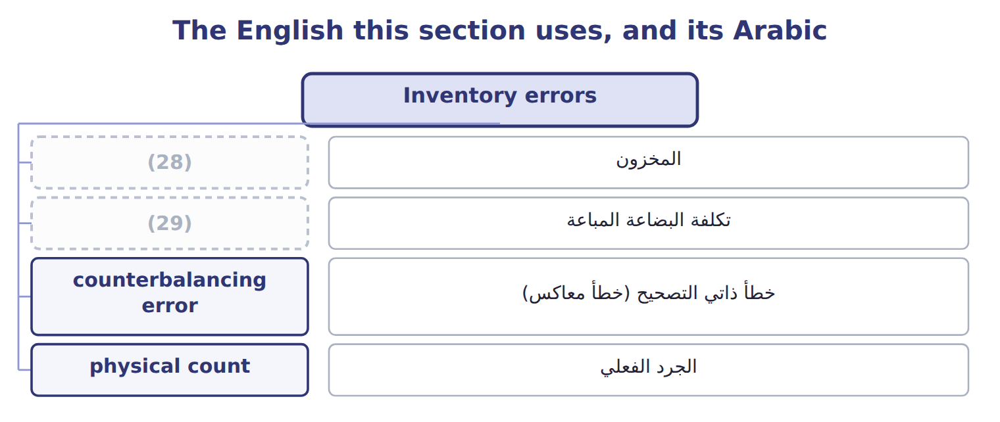 The English this section uses, and its Arabic
Inventory errors
(28)
المخزون
(29)
تكلفة البضاعة المباعة
counterbalancing
error
خطأ ذاتي التصحيح (خطأ معاكس)
physical count
الجرد الفعلي